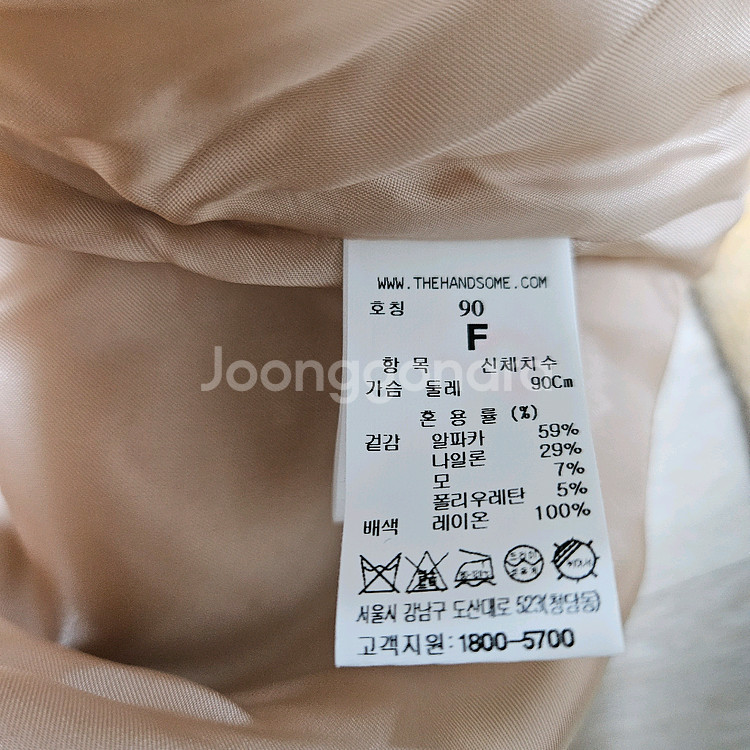 WWW.THEHANDSOME.COM
호칭 90
F
항 목 신체치수
가슴 둘레 90Cm
혼 용 률 (%)
겉감 알파카 59%
나일론 29%
모 7%
폴리우레탄 5%
배색 레이온 100%
서울시 강남구 도산대로 523(청담동)
고객지원:1800-5700
Joonggonara